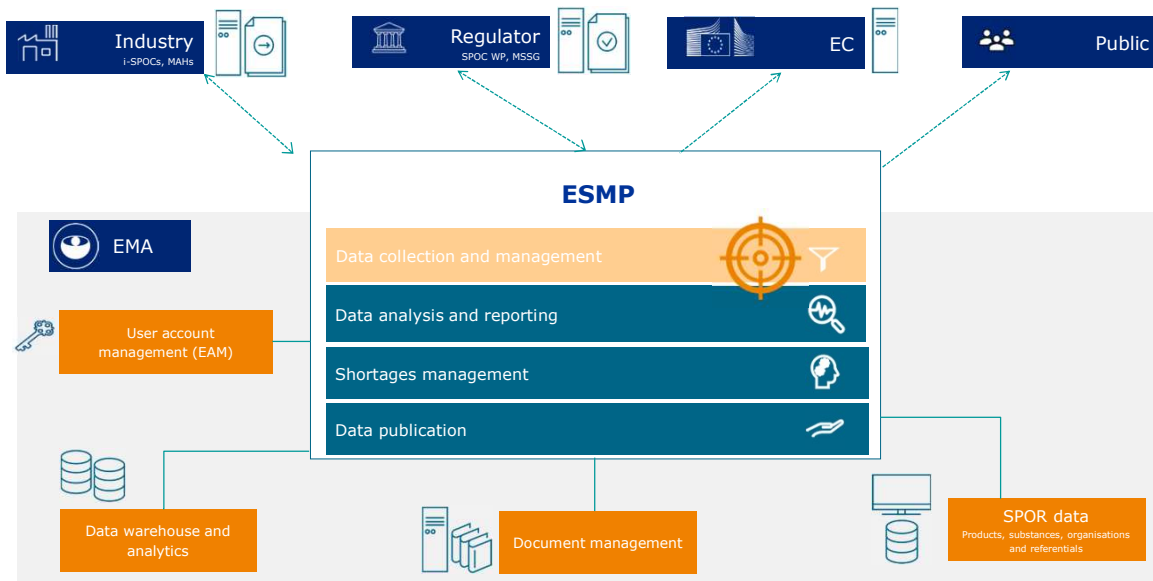 Industry
i-SPOCs, MAHs
Regulator
SPOC WP, MSSG
EC
Public
ESMP
EMA
Data collection and management
Data analysis and reporting
User account
management (EAM)
Shortages management
Data publication
Data warehouse and
analytics
Document management
SPOR data
Products, substances, organisations
and referentials